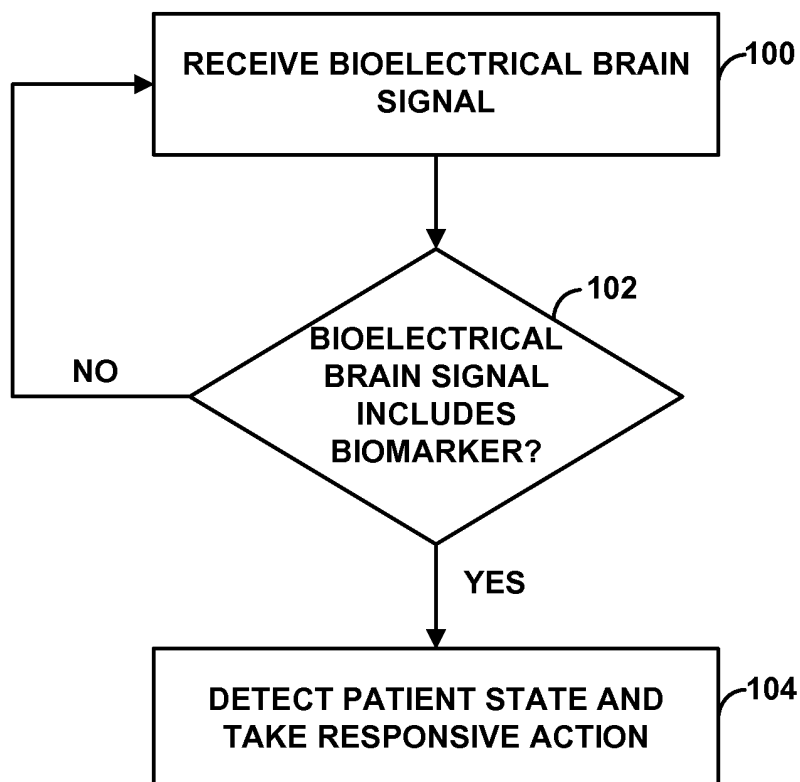 RECEIVE BIOELECTRICAL BRAIN
SIGNAL
100
102
BIOELECTRICAL
BRAIN SIGNAL
INCLUDES
BIOMARKER?
NO
YES
DETECT PATIENT STATE AND
TAKE RESPONSIVE ACTION
104